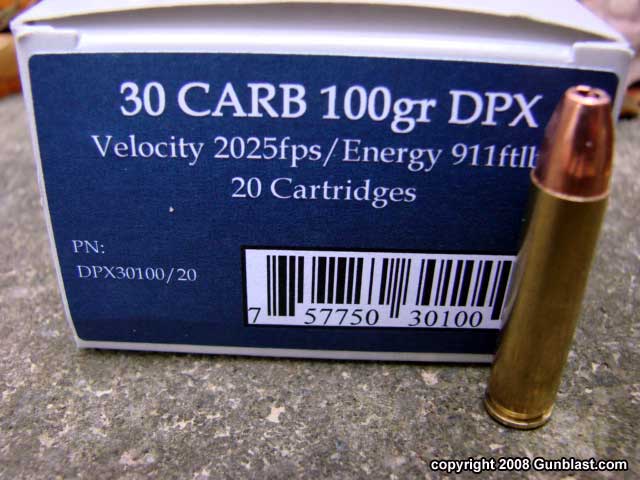 30 CARB 100gr DPX
Velocity 2025fps/Energy 911ftlb
20 Cartridges
PN:
DPX30100/20
7 57750 30100
copyright 2008 Gunblast.com